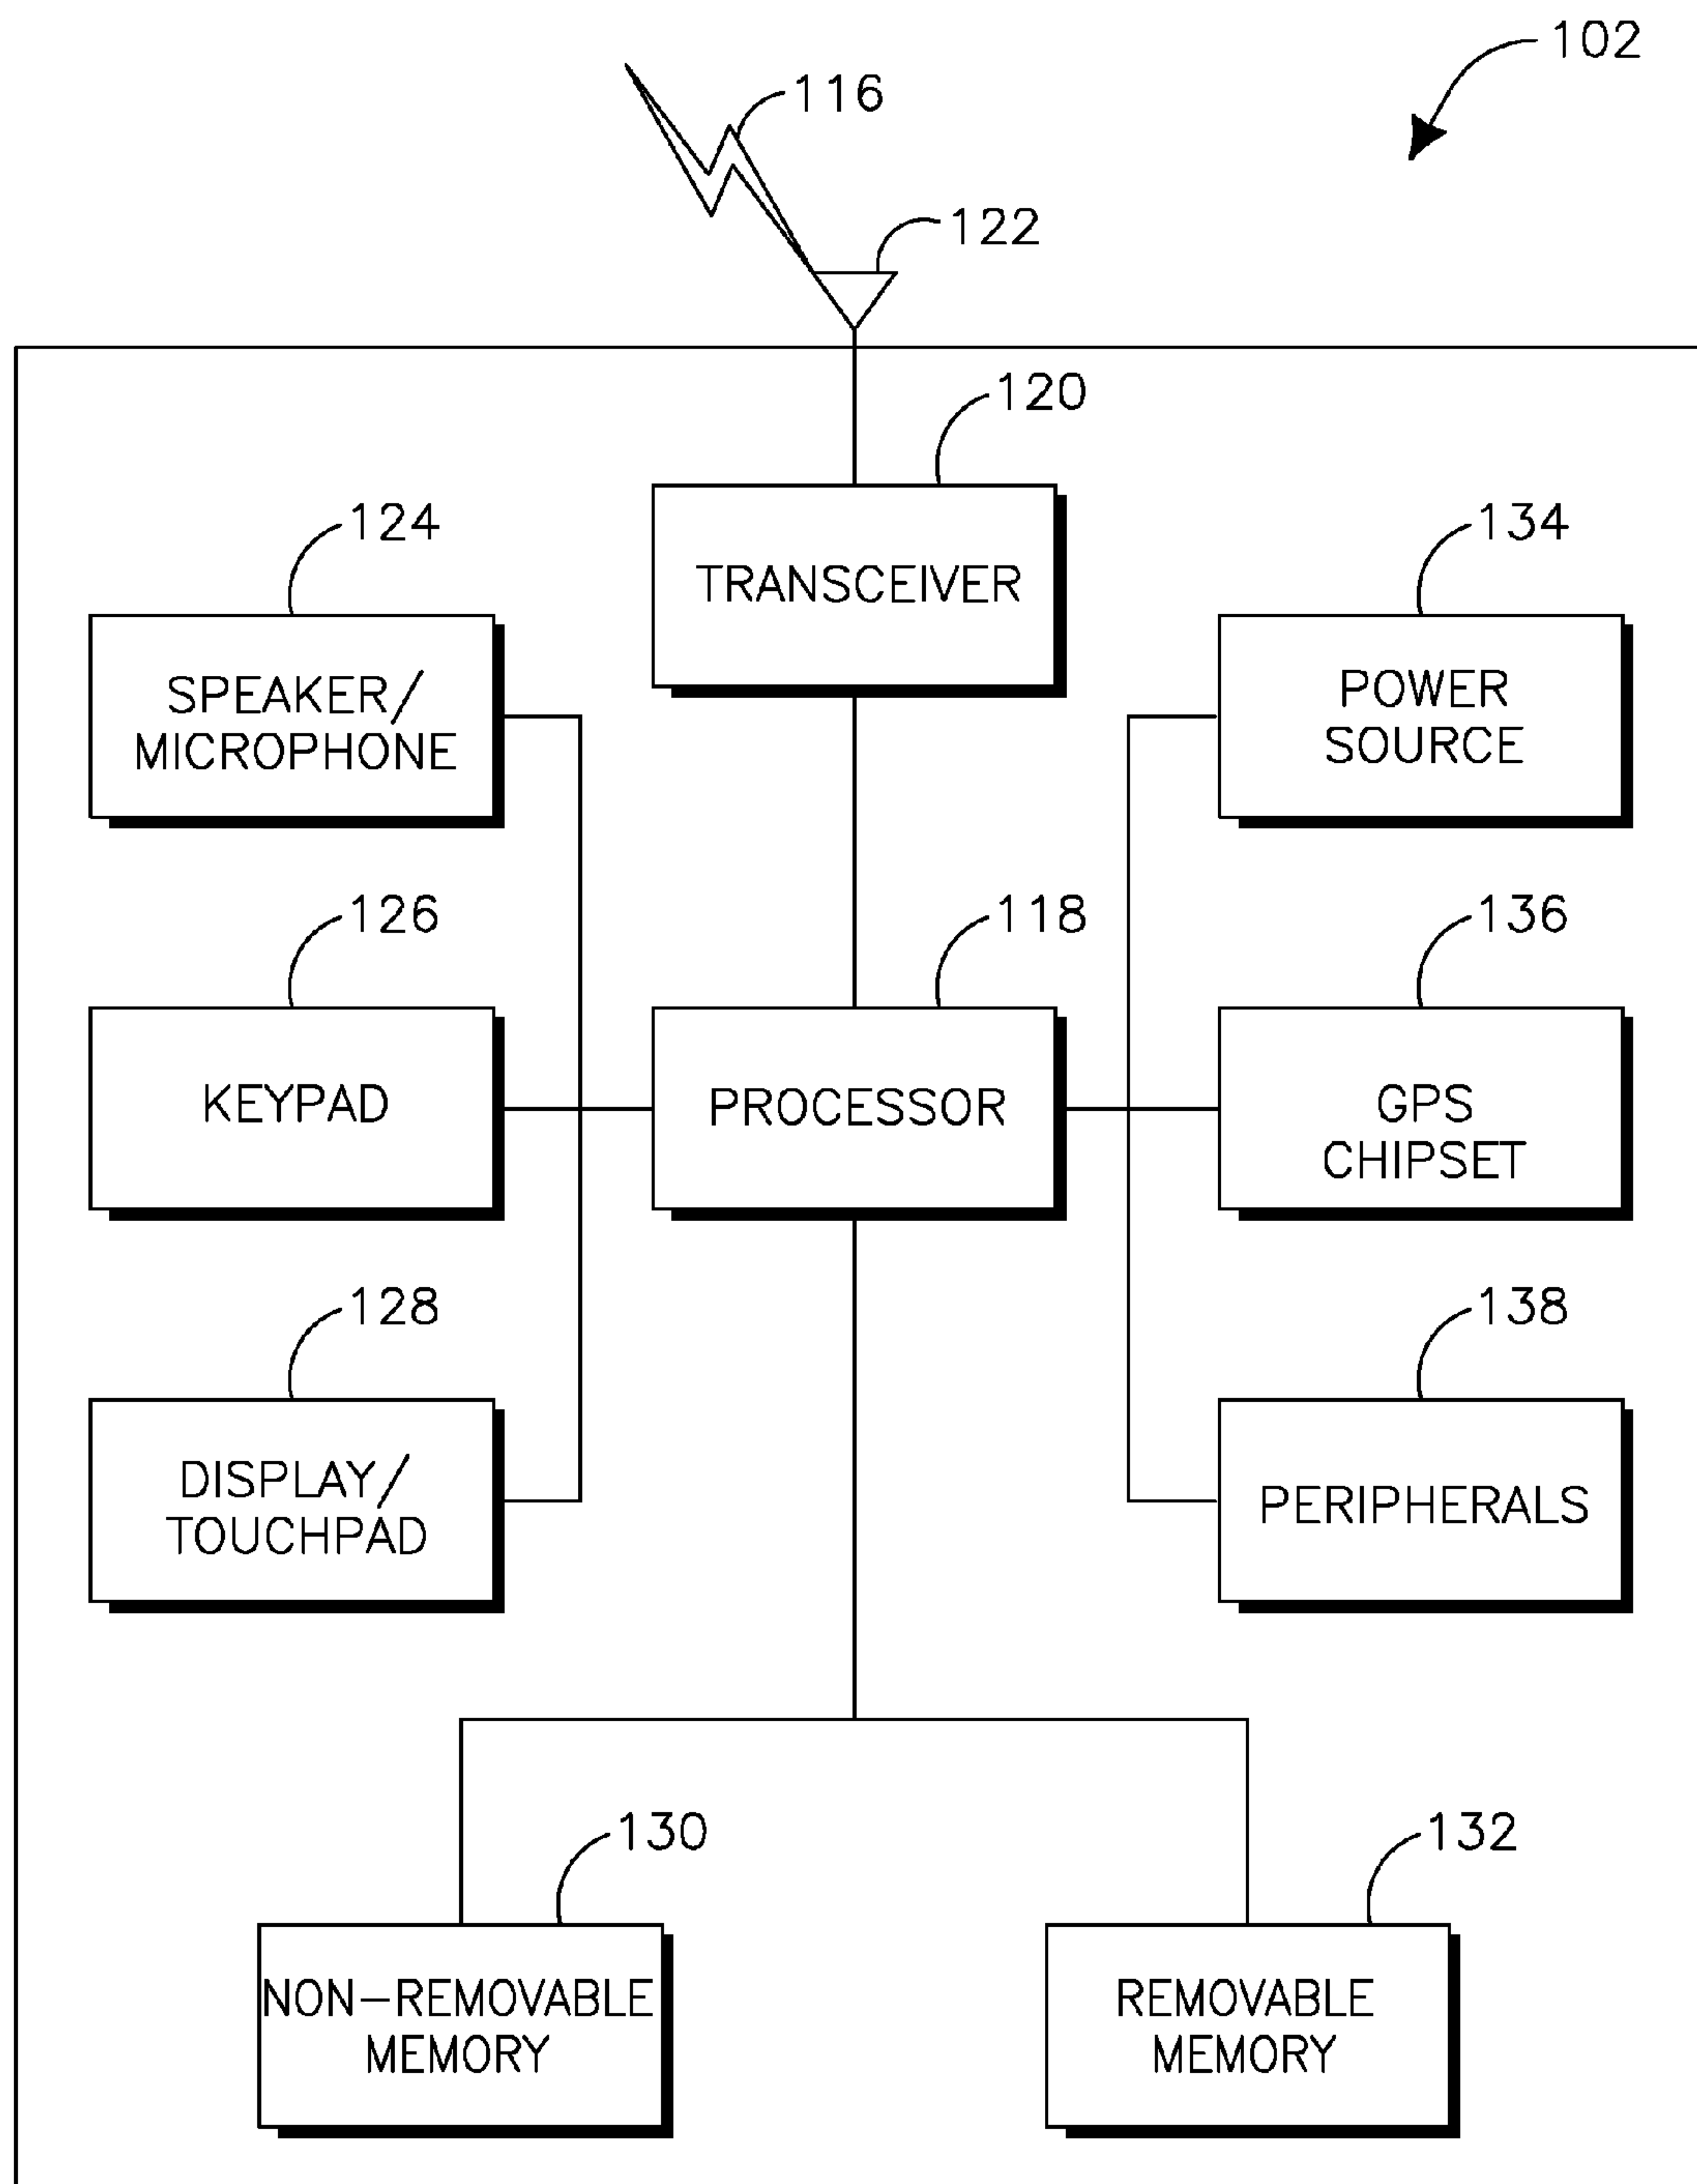 102
116
122
120
TRANSCEIVER
124
SPEAKER/
MICROPHONE
134
POWER
SOURCE
126
KEYPAD
118
PROCESSOR
136
GPS
CHIPSET
128
DISPLAY/
TOUCHPAD
138
PERIPHERALS
130
NON-REMOVABLE
MEMORY
132
REMOVABLE
MEMORY